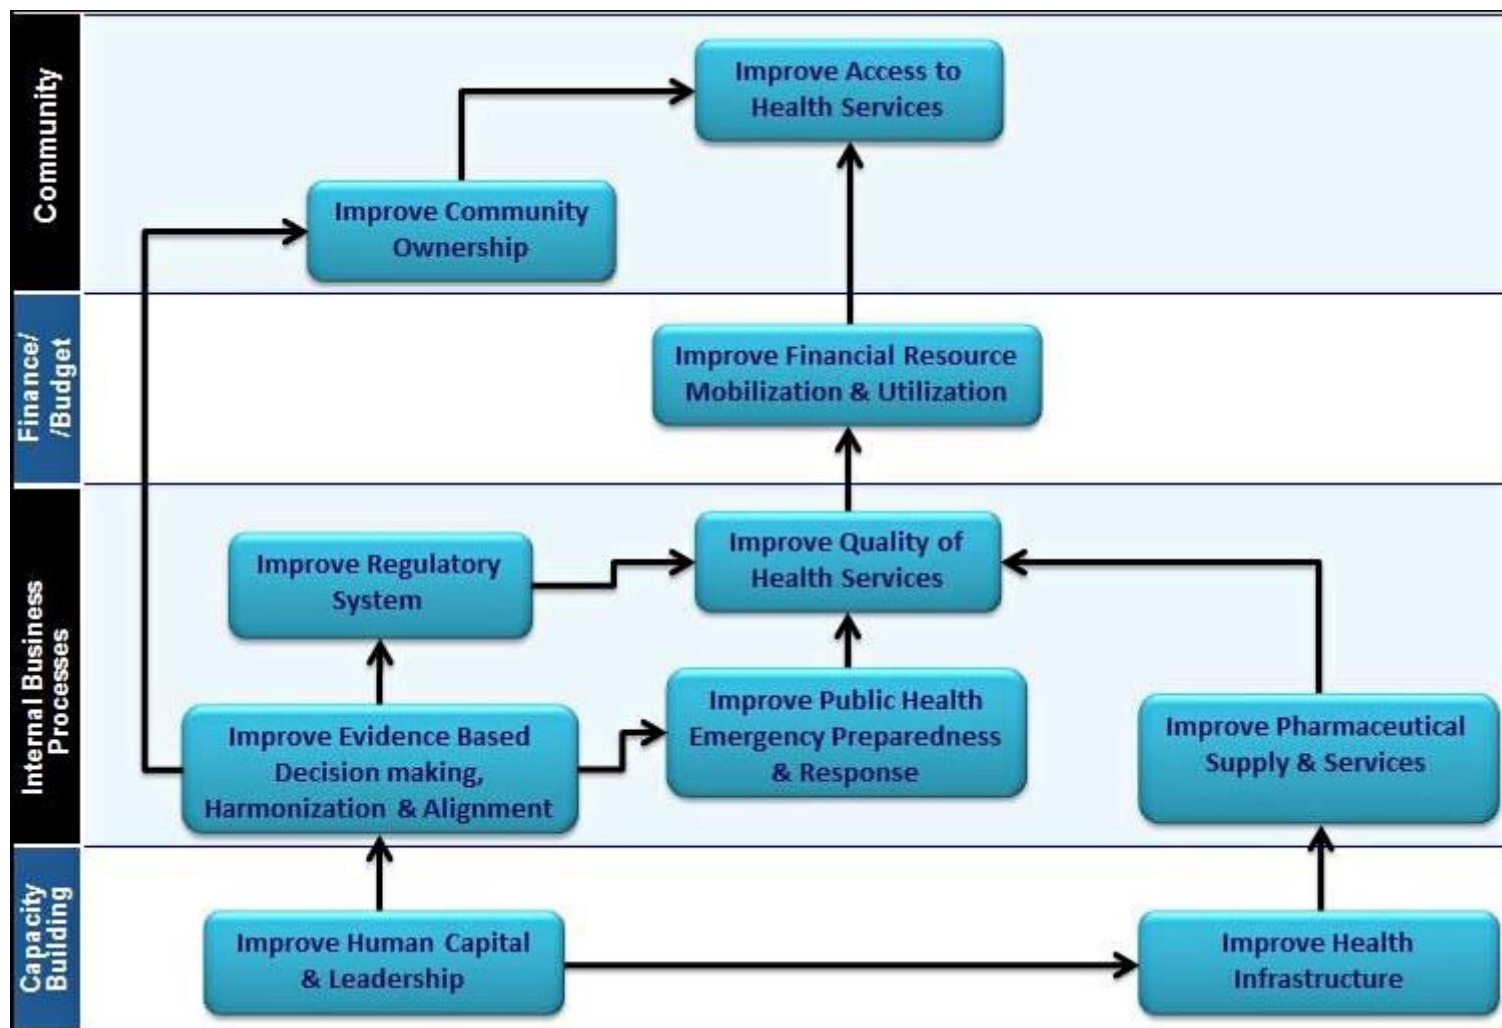 Community
Improve Access to
Health Services
Improve Community
Ownership
Finance/
/Budget
Improve Financial Resource
Mobilization & Utilization
Internal Business
Processes
Improve Regulatory
System
Improve Quality of
Health Services
Improve Evidence Based
Decision making,
Harmonization & Alignment
Improve Public Health
Emergency Preparedness
& Response
Improve Pharmaceutical
Supply & Services
Capacity
Building
Improve Human Capital
& Leadership
Improve Health
Infrastructure